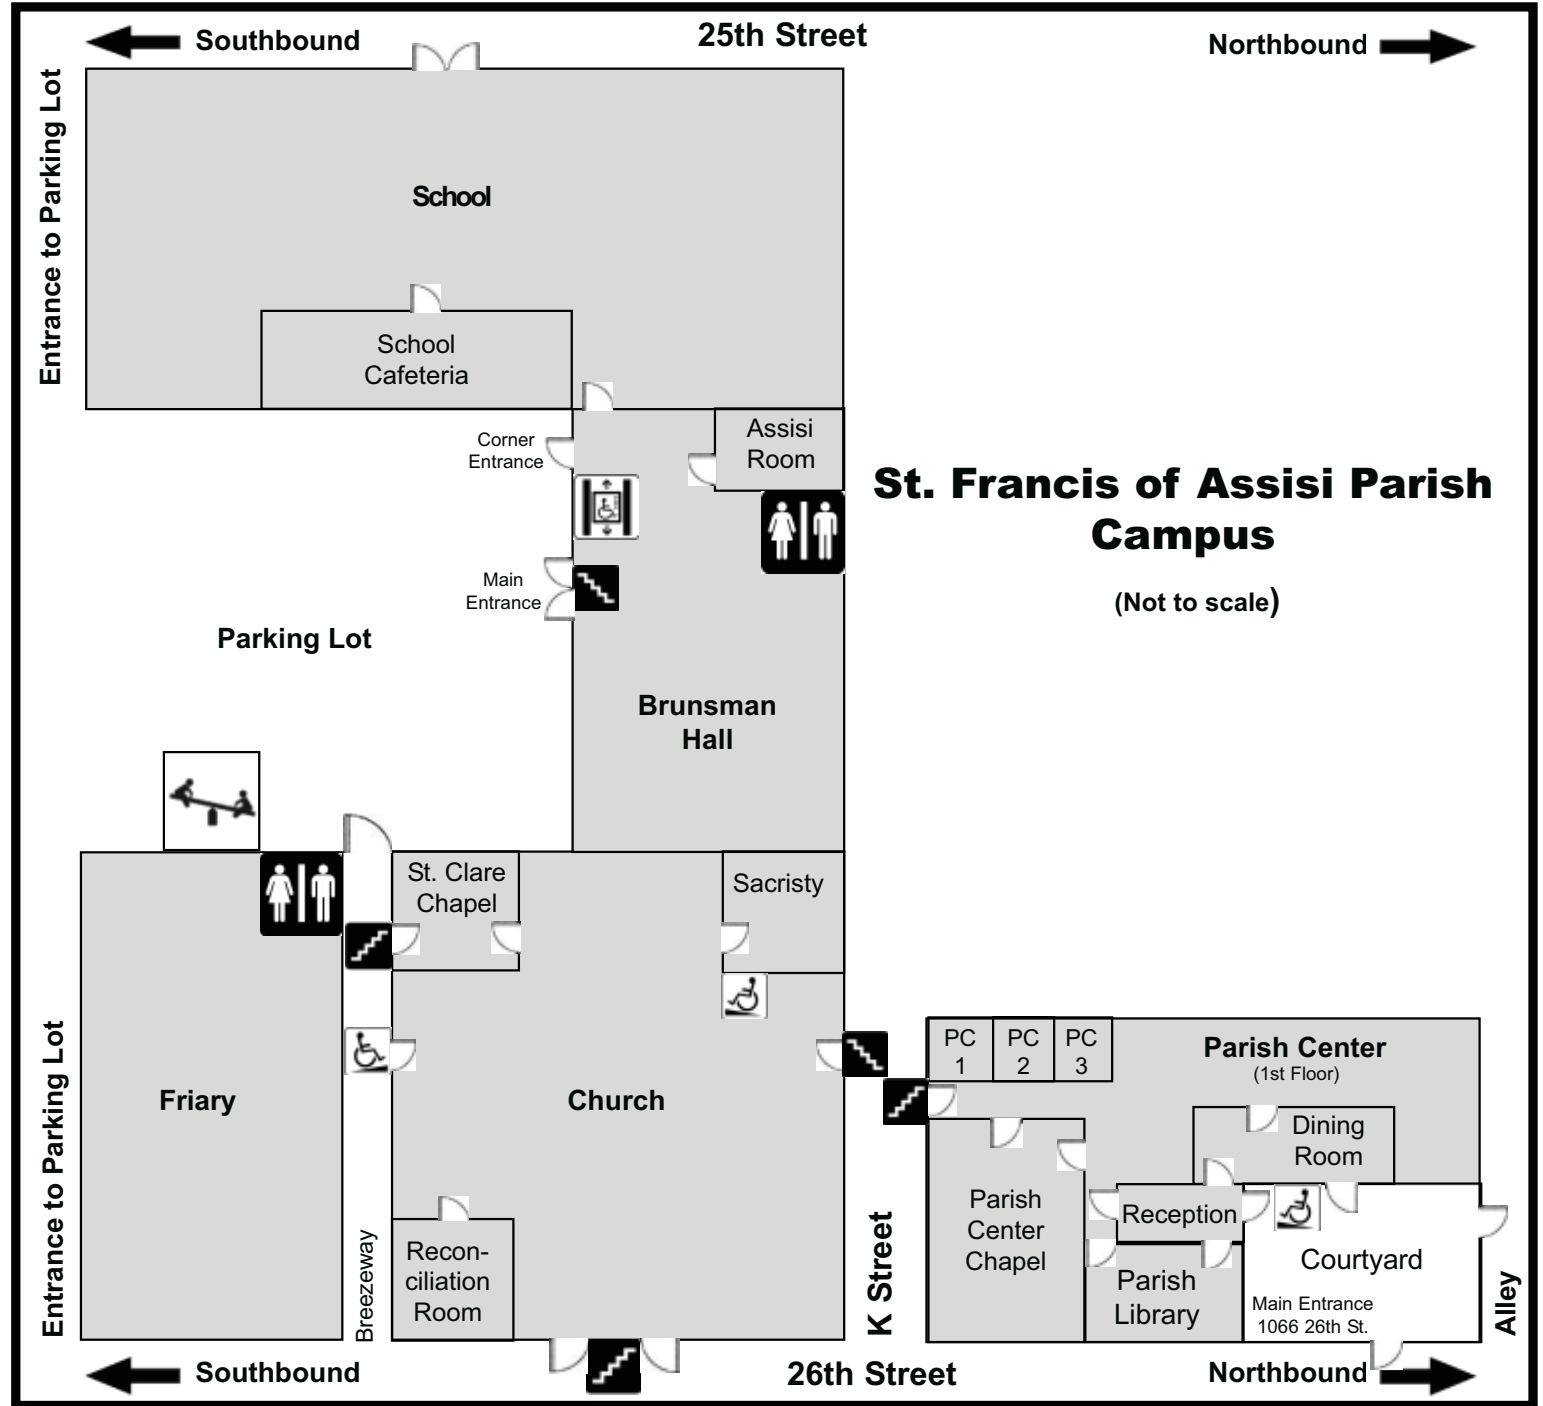 Southbound
25th Street
Northbound
Entrance to Parking Lot
School
School
Cafeteria
Corner
Entrance
Assisi
Room
St. Francis of Assisi Parish
Campus
(Not to scale)
Main
Entrance
Parking Lot
Brunsman
Hall
St. Clare
Chapel
Sacristy
Entrance to Parking Lot
Friary
Breezeway
Church
Recon-
ciliation
Room
K Street
PC
1
PC
2
PC
3
Parish Center
(1st Floor)
Dining
Room
Parish
Center
Chapel
Reception
Parish
Library
Courtyard
Main Entrance
1066 26th St.
Alley
Southbound
26th Street
Northbound